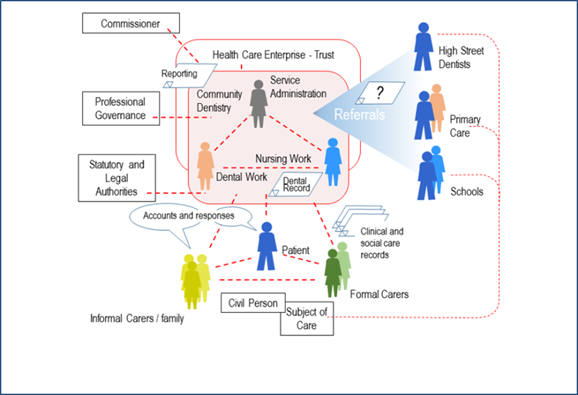 Commissioner
Health Care Enterprise - Trust
High Street
Dentists
Reporting
Service
Administration
Community
Dentistry
?
Referrals
Professional
Governance
Primary
Care
Nursing Work
Statutory and
Legal
Authorities
Dental Work
Dental
Record
Schools
Accounts and responses
Clinical and
social care
records
Patient
Informal Carers / family
Formal Carers
Civil Person
Subject of
Care